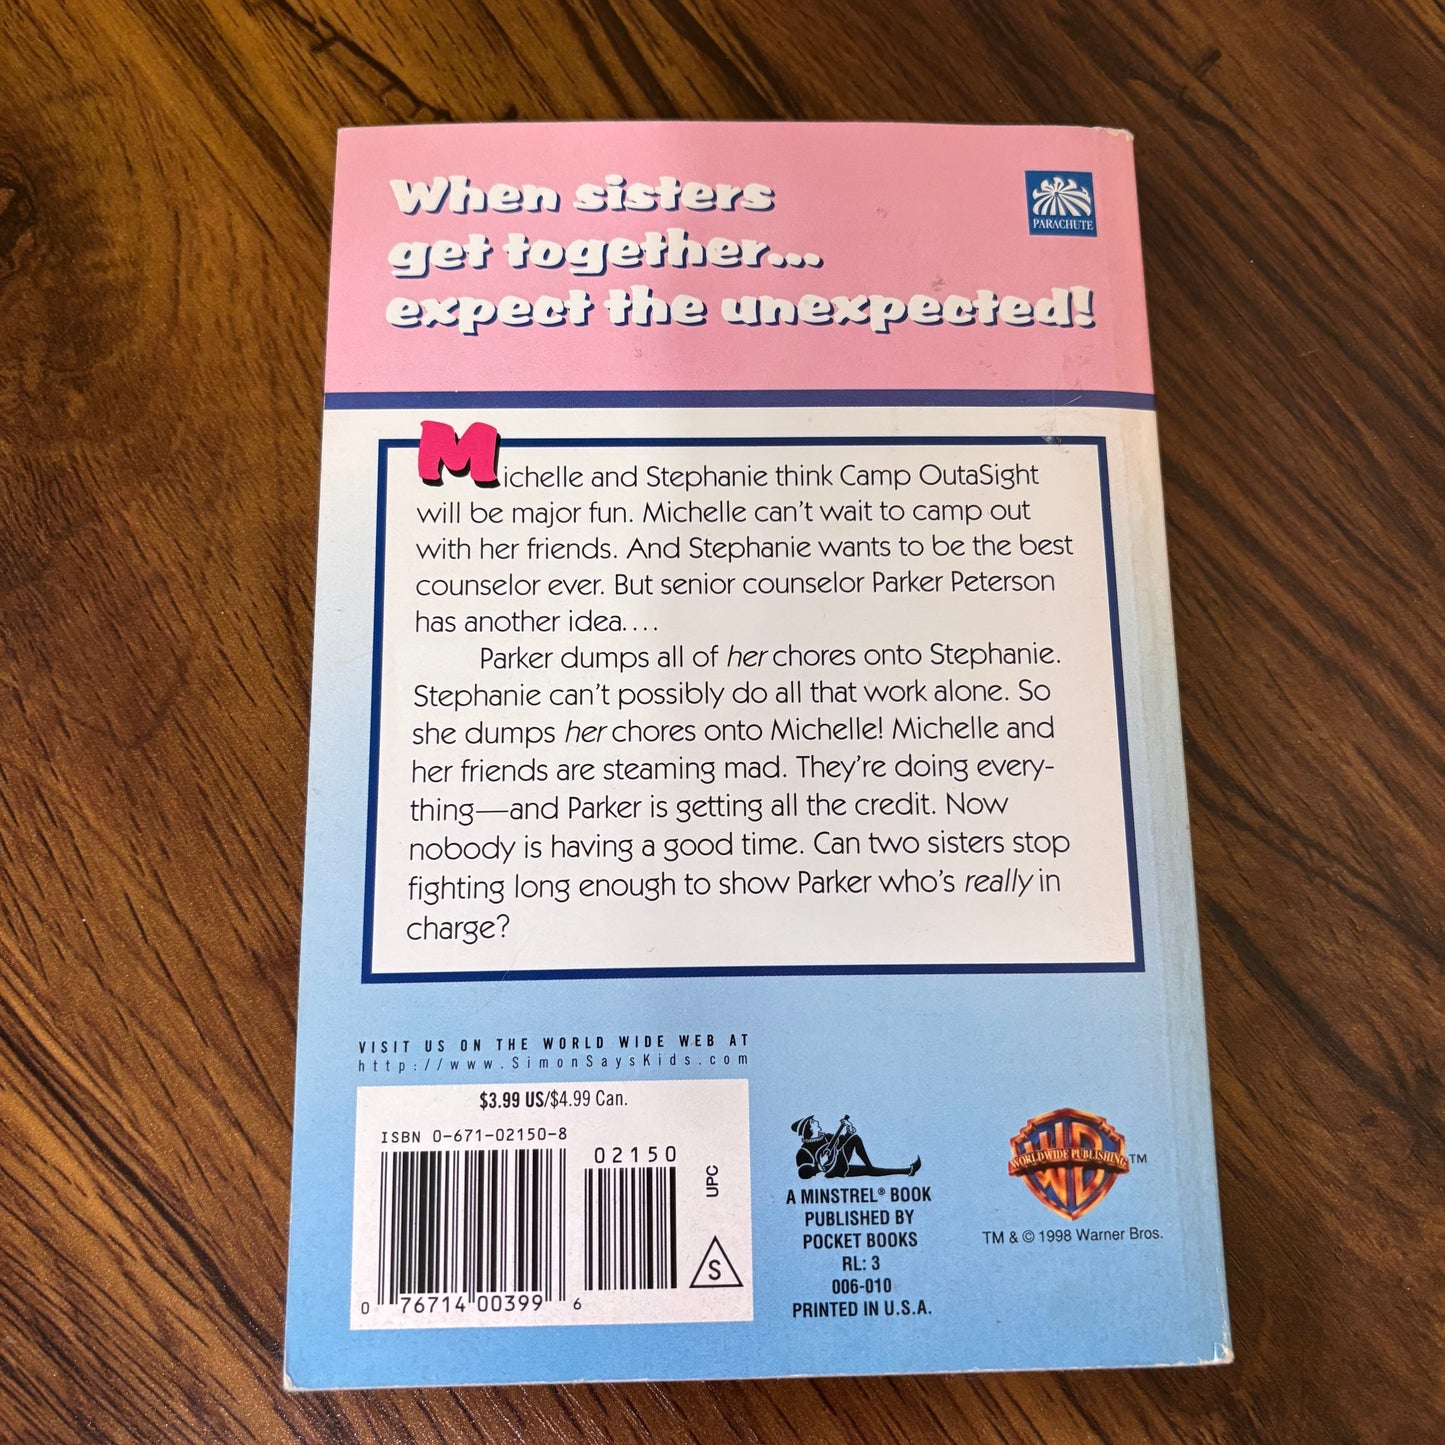 When sisters
get together...
expect the unexpected!
PARACHUTE
Michelle and Stephanie think Camp OutaSight
will be major fun. Michelle can't wait to camp out
with her friends. And Stephanie wants to be the best
counselor ever. But senior counselor Parker Peterson
has another idea....
Parker dumps all of her chores onto Stephanie.
Stephanie can't possibly do all that work alone. So
she dumps her chores onto Michelle! Michelle and
her friends are steaming mad. They're doing every-
thing—and Parker is getting all the credit. Now
nobody is having a good time. Can two sisters stop
fighting long enough to show Parker who's really in
charge?
VISIT US ON THE WORLD WIDE WEB AT
http://www.SimonSaysKids.com
$3.99 US/$4.99 Can.
ISBN 0-671-02150-8
02150
UPC
S
0 76714 00399 6
A MINSTREL® BOOK
PUBLISHED BY
POCKET BOOKS
RL: 3
006-010
PRINTED IN U.S.A.
WB
WORLDWIDE PUBLISHING TM
TM & © 1998 Warner Bros.